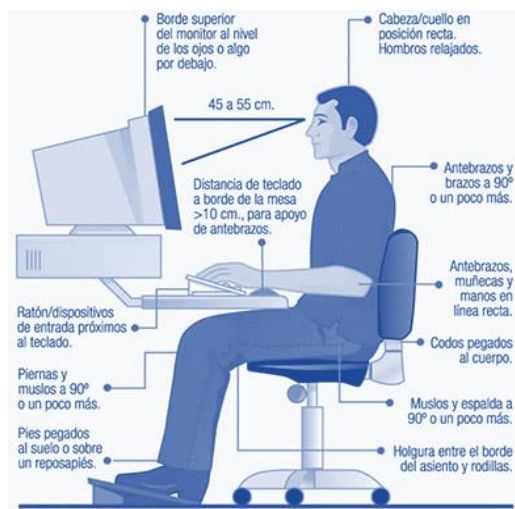 Borde superior
del monitor al nivel
de los ojos o algo
por debajo.
Cabeza/cuello en
posición recta.
Hombros relajados.
45 a 55 cm.
Distancia de teclado
a borde de la mesa
>10 cm., para apoyo
de antebrazos.
Antebrazos y
brazos a 90º
o un poco más.
Antebrazos,
muñecas y
manos en
línea recta.
Ratón/dispositivos
de entrada próximos
al teclado.
Codos pegados
al cuerpo.
Piernas y
muslos a 90º
o un poco más.
Muslos y espalda a
90º o un poco más.
Pies pegados
al suelo o sobre
un reposapiés.
Holgura entre el borde
del asiento y rodillas.